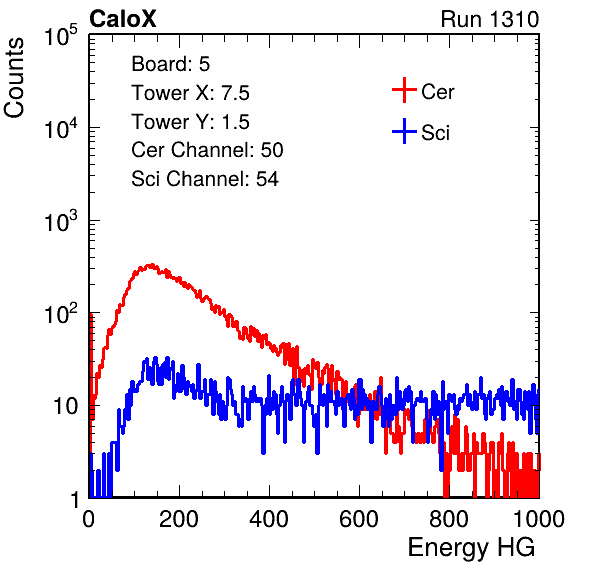 CaloX Run 1310
Counts
10^5
10^4
10^3
10^2
10
1
Board: 5
Tower X: 7.5
Tower Y: 1.5
Cer Channel: 50
Sci Channel: 54
Cer
Sci
0 200 400 600 800 1000
Energy HG